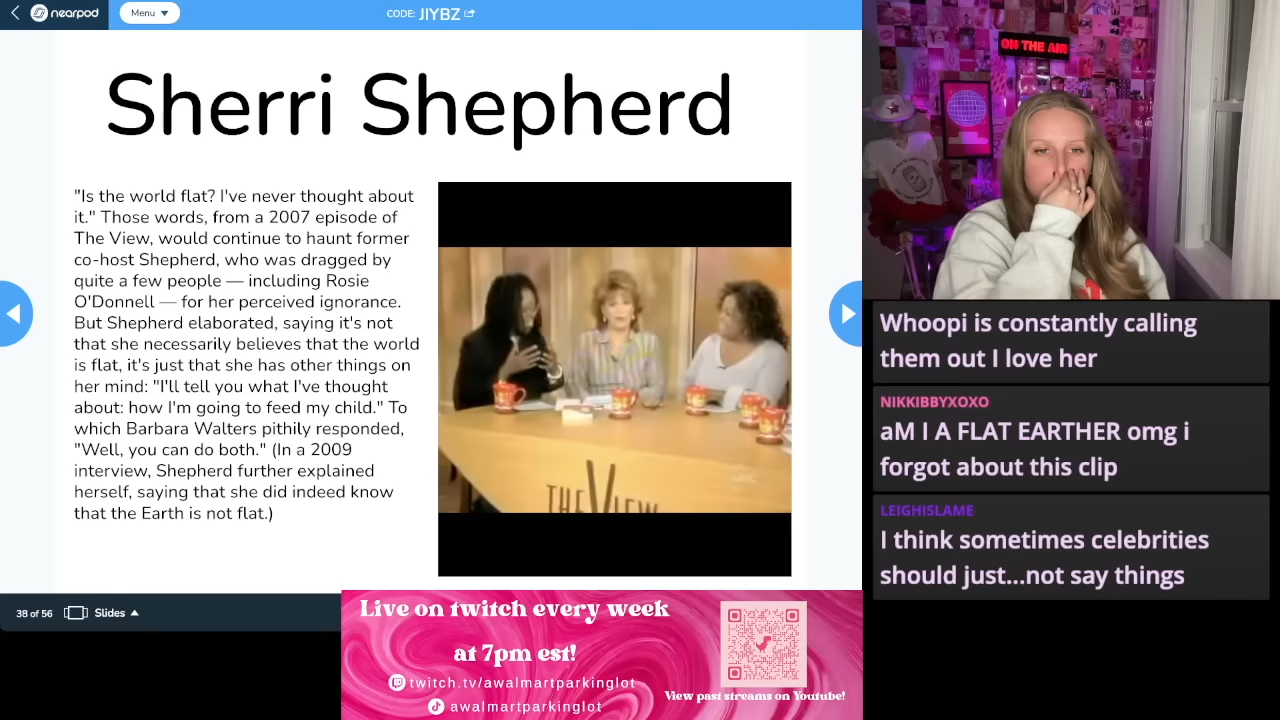 nearpod
Menu
CODE: JIYBZ
Sherri Shepherd
"Is the world flat? I've never thought about
it." Those words, from a 2007 episode of
The View, would continue to haunt former
co-host Shepherd, who was dragged by
quite a few people — including Rosie
O'Donnell — for her perceived ignorance.
But Shepherd elaborated, saying it's not
that she necessarily believes that the world
is flat, it's just that she has other things on
her mind: "I'll tell you what I've thought
about: how I'm going to feed my child." To
which Barbara Walters pithily responded,
"Well, you can do both." (In a 2009
interview, Shepherd further explained
herself, saying that she did indeed know
that the Earth is not flat.)
THE VIEW
38 of 56
Slides
Live on twitch every week
at 7pm est!
twitch.tv/awalmartparkinglot
awalmartparkinglot
View past streams on Youtube!
ON THE AIR
Whoopi is constantly calling
them out I love her
NIKKIBBYXOXO
aM I A FLAT EARTHER omg i
forgot about this clip
LEIGHISLAME
I think sometimes celebrities
should just...not say things